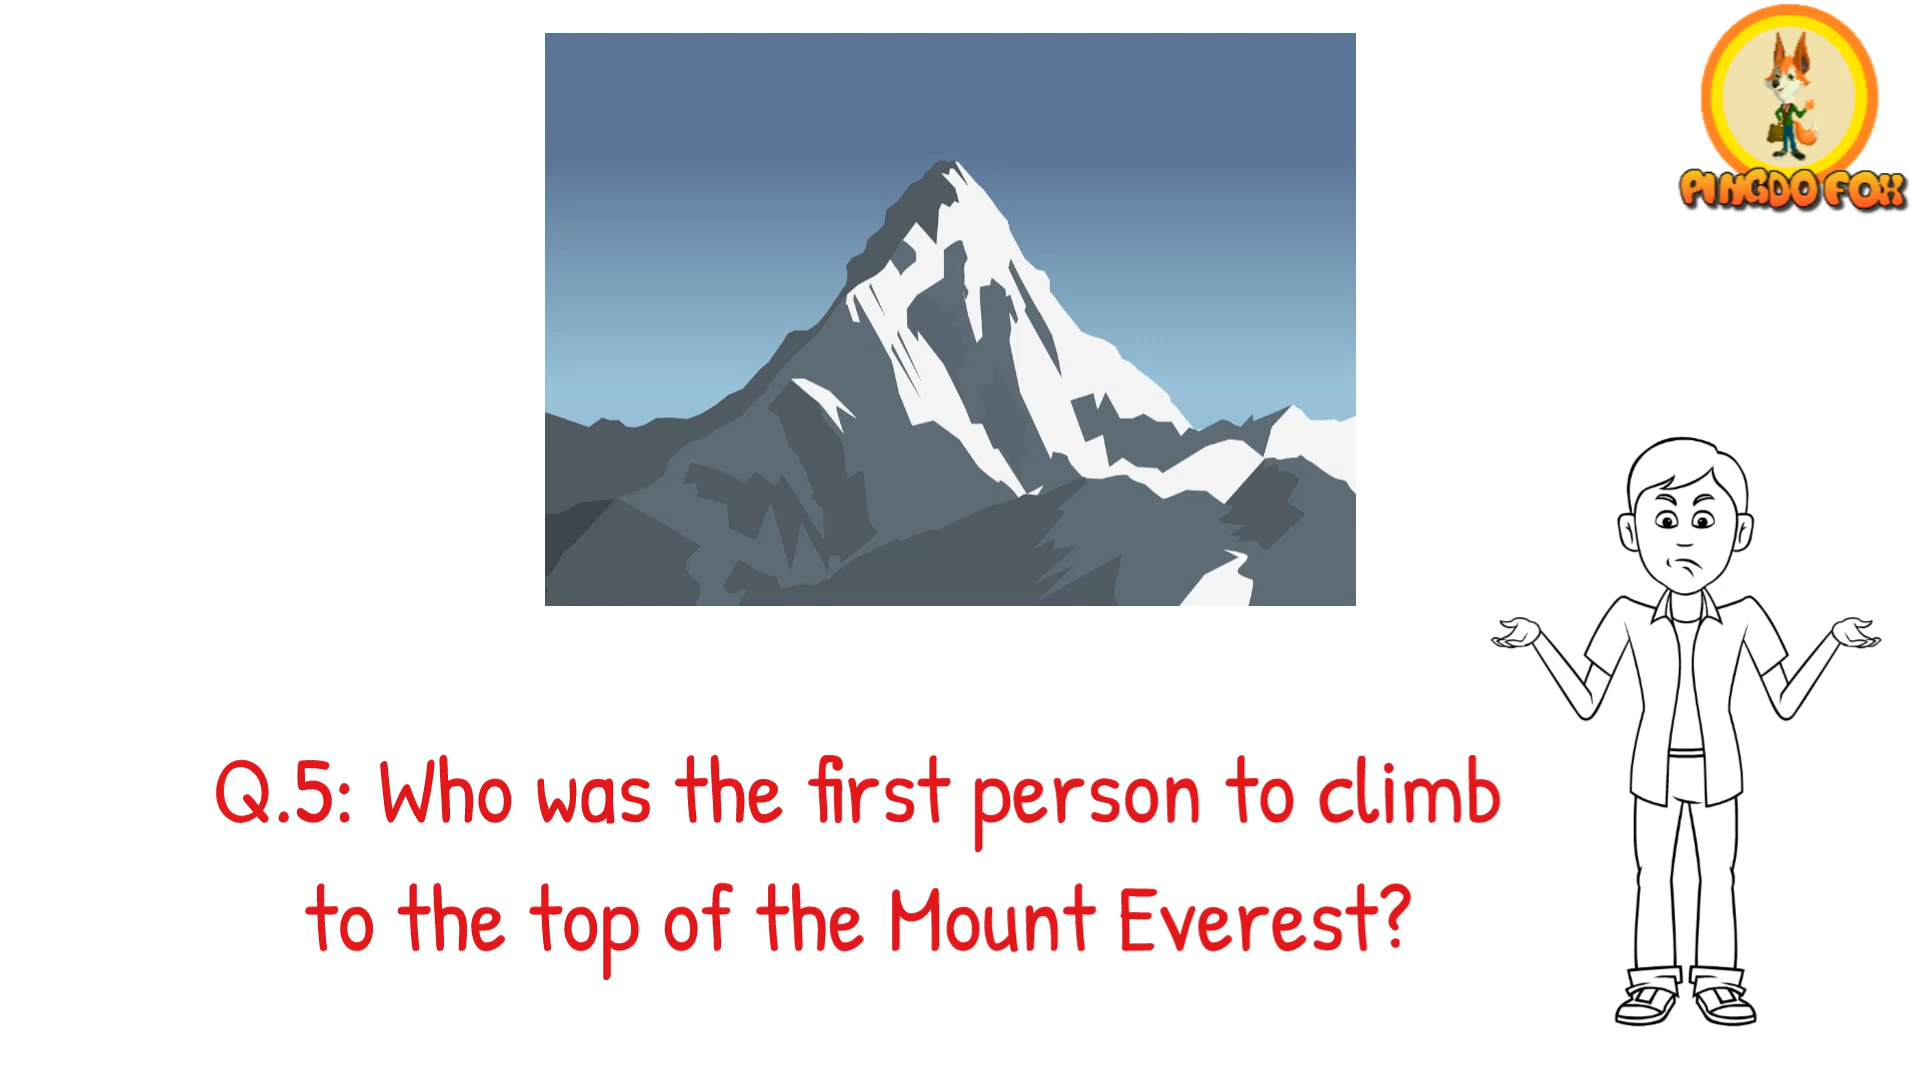 PINGDO FOX
Q.5: Who was the first person to climb
to the top of the Mount Everest?